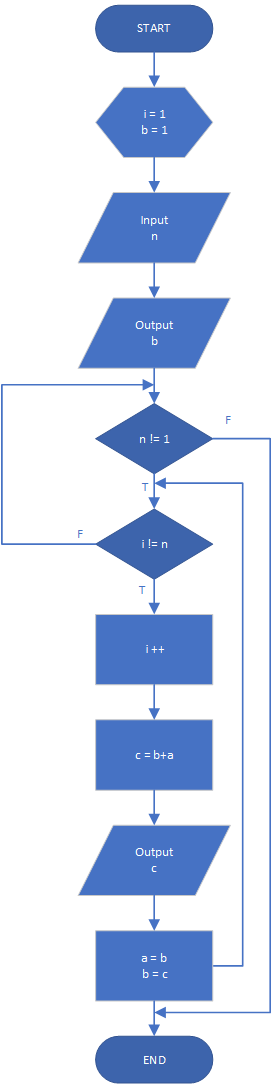 START
i = 1
b = 1
Input
n
Output
b
n != 1
F
T
i != n
F
T
i ++
c = b+a
Output
c
a = b
b = c
END